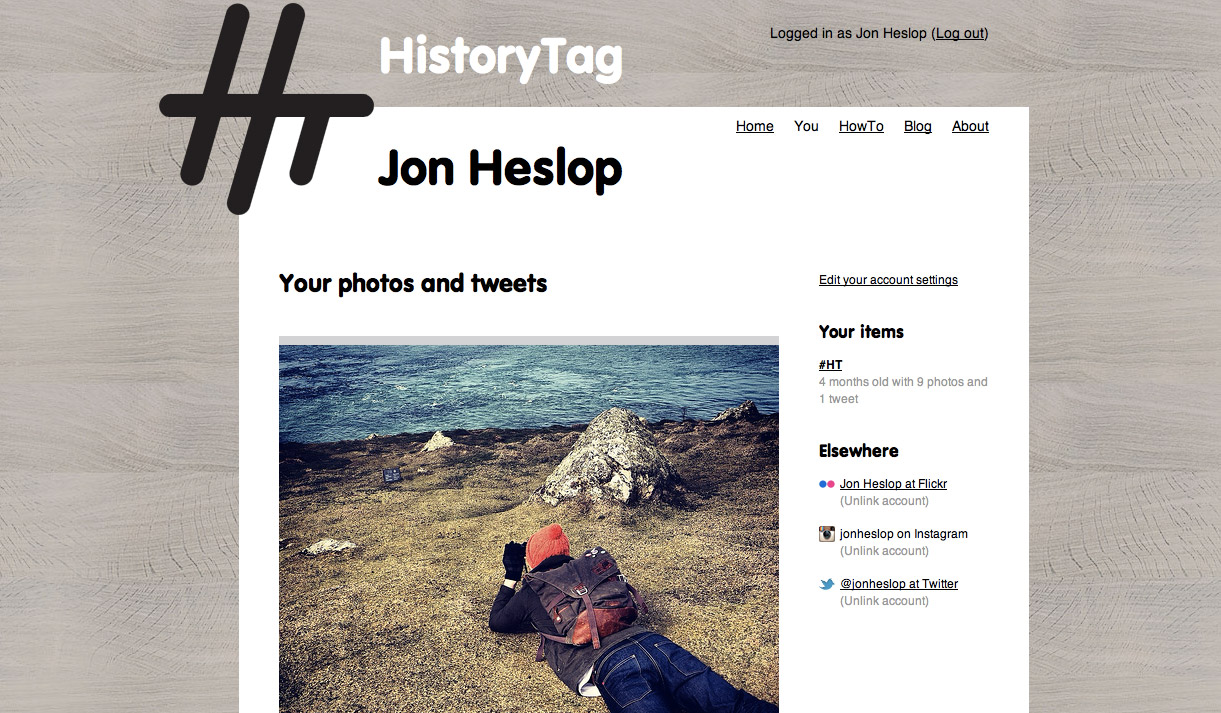 HT
HistoryTag
Logged in as Jon Heslop (Log out)
Home You HowTo Blog About
Jon Heslop
Your photos and tweets
Edit your account settings
Your items
#HT
4 months old with 9 photos and
1 tweet
Elsewhere
Jon Heslop at Flickr
(Unlink account)
jonheslop on Instagram
(Unlink account)
@jonheslop at Twitter
(Unlink account)